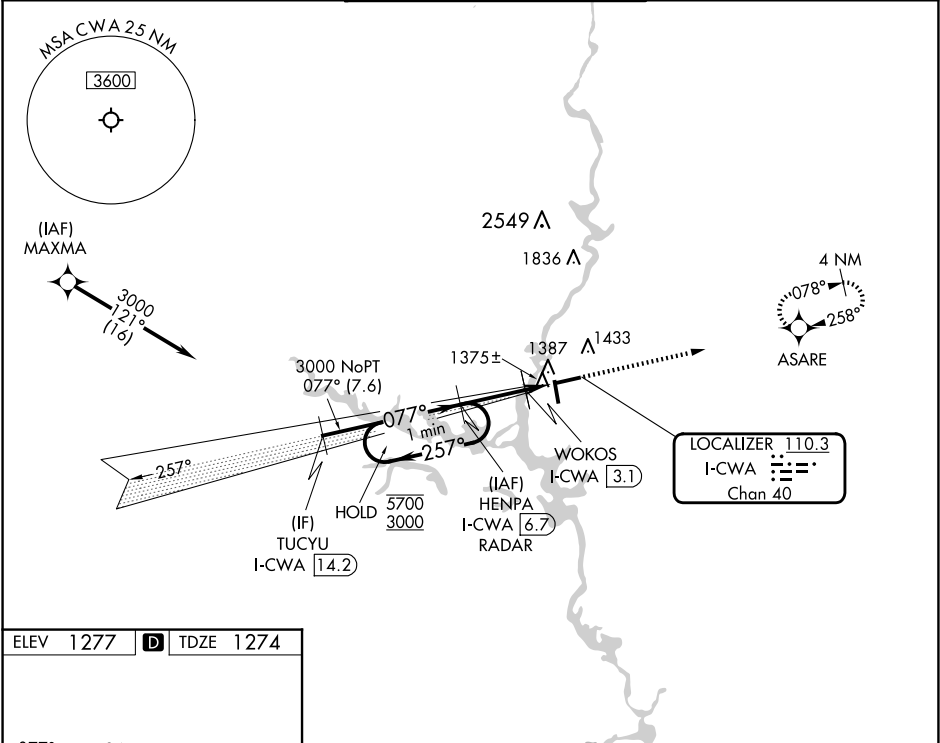 MSA CWA 25 NM
3600
(IAF)
MAXMA
3000
121°
(16)
2549
1836
4 NM
078°
258°
ASARE
1375±
1387
1433
3000 NoPT
077° (7.6)
077°
1 min
257°
257°
WOKOS
I-CWA 3.1
LOCALIZER 110.3
I-CWA
Chan 40
(IAF)
HENPA
I-CWA 6.7
RADAR
HOLD
5700
3000
(IF)
TUCYU
I-CWA 14.2
ELEV 1277 D TDZE 1274